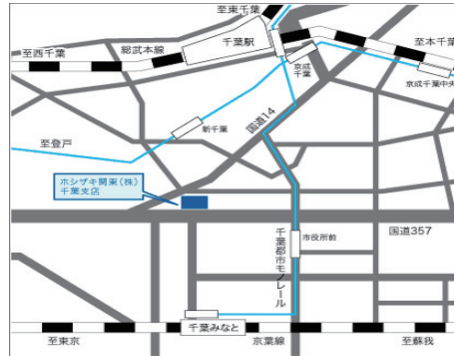 至東千葉
千葉駅
総武本線
至西千葉
至本千葉
京成
千葉
京成千葉中央
新千葉
国道14
至登戸
ホシザキ関東(株)
千葉支店
千葉都市モノレール
市役所前
国道357
千葉みなと
至東京
京葉線
至蘇我